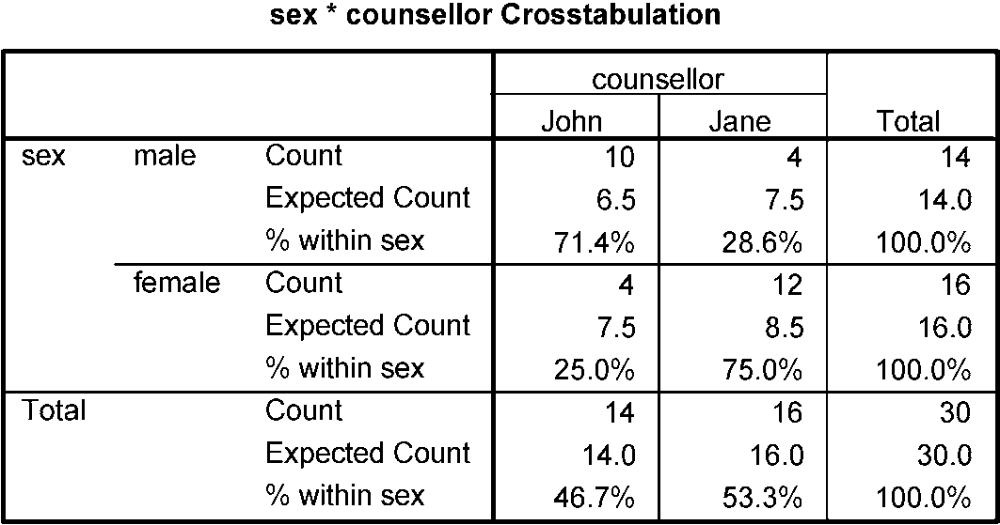 sex * counsellor Crosstabulation
counsellor
John Jane Total
sex male Count 10 4 14
Expected Count 6.5 7.5 14.0
% within sex 71.4% 28.6% 100.0%
female Count 4 12 16
Expected Count 7.5 8.5 16.0
% within sex 25.0% 75.0% 100.0%
Total Count 14 16 30
Expected Count 14.0 16.0 30.0
% within sex 46.7% 53.3% 100.0%